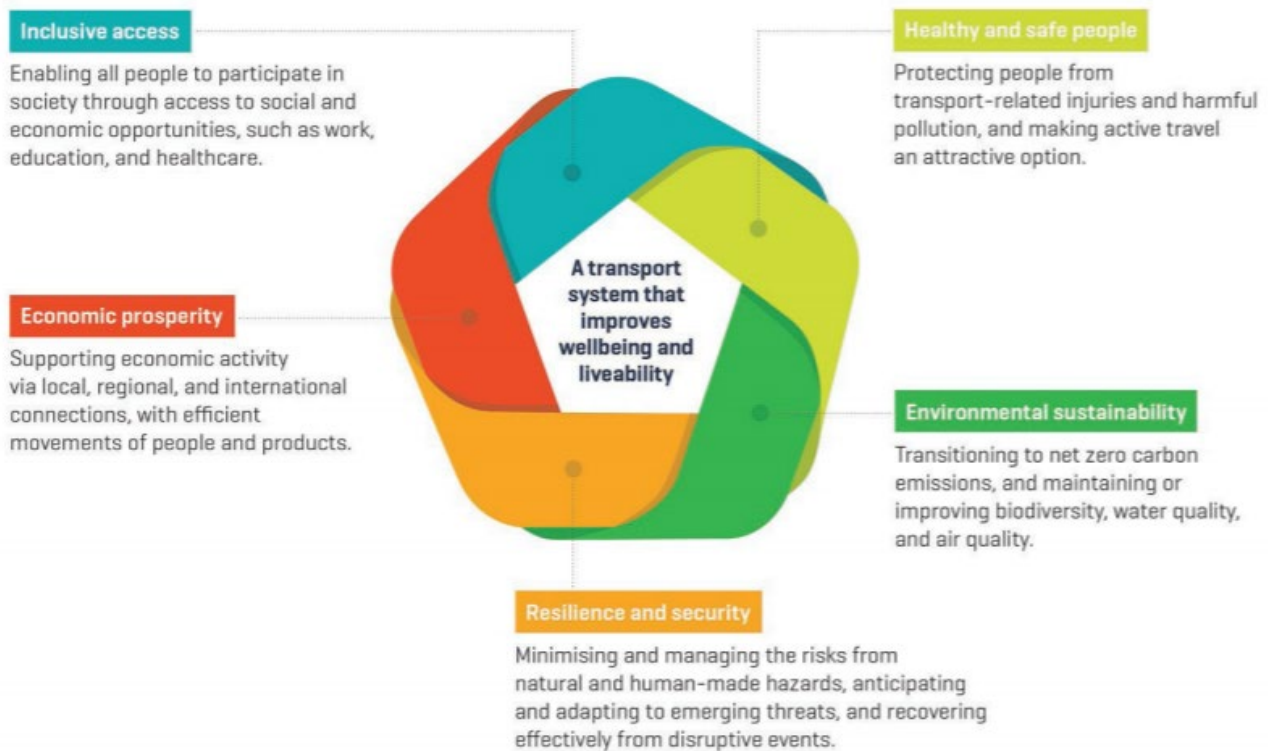 Inclusive access
Enabling all people to participate in
society through access to social and
economic opportunities, such as work,
education, and healthcare.
Healthy and safe people
Protecting people from
transport-related injuries and harmful
pollution, and making active travel
an attractive option.
A transport
system that
improves
wellbeing and
liveability
Economic prosperity
Supporting economic activity
via local, regional, and international
connections, with efficient
movements of people and products.
Environmental sustainability
Transitioning to net zero carbon
emissions, and maintaining or
improving biodiversity, water quality,
and air quality.
Resilience and security
Minimising and managing the risks from
natural and human-made hazards, anticipating
and adapting to emerging threats, and recovering
effectively from disruptive events.